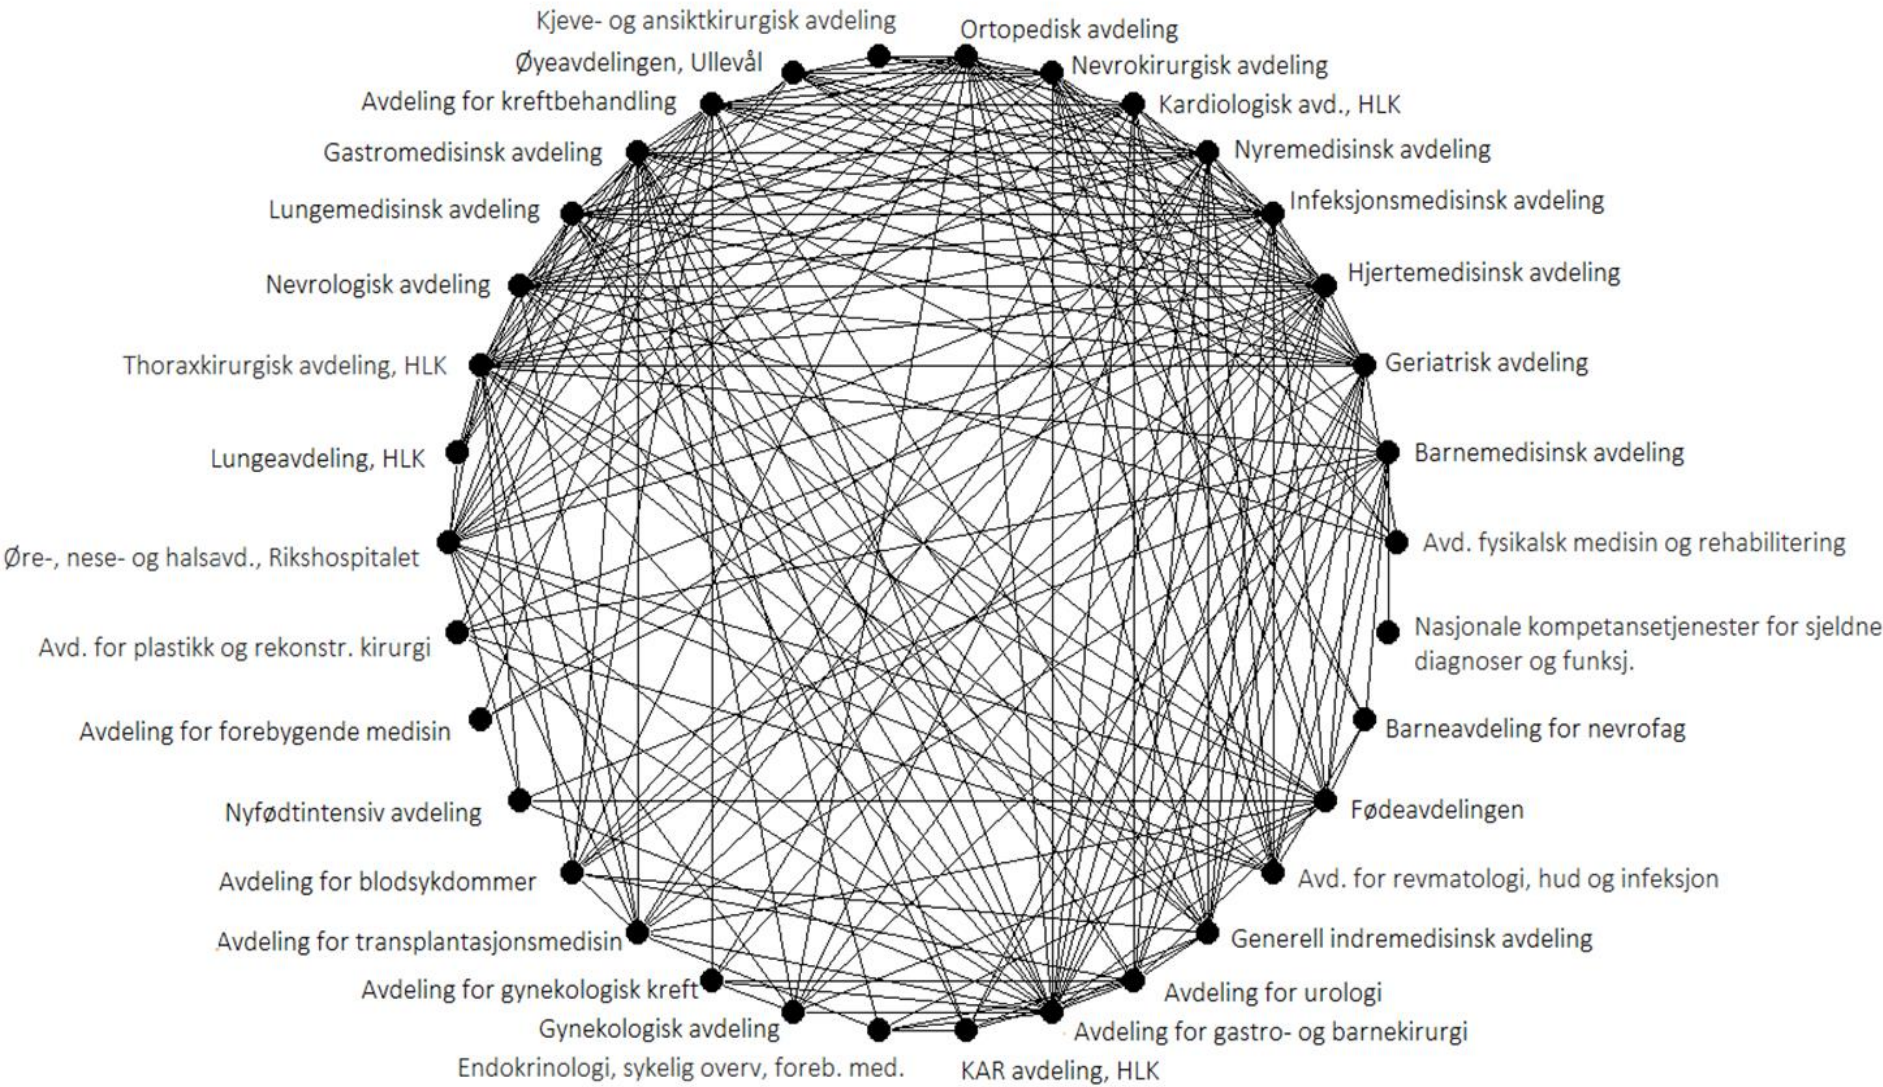 Kjeve- og ansiktkirurgisk avdeling
Ortopedisk avdeling
Øyeavdelingen, Ullevål
Nevrokirurgisk avdeling
Avdeling for kreftbehandling
Kardiologisk avd., HLK
Gastromedisinsk avdeling
Nyremedisinsk avdeling
Lungemedisinsk avdeling
Infeksjonsmedisinsk avdeling
Nevrologisk avdeling
Hjertemedisinsk avdeling
Thoraxkirurgisk avdeling, HLK
Geriatrisk avdeling
Lungeavdeling, HLK
Barnemedisinsk avdeling
Øre-, nese- og halsavd., Rikshospitalet
Avd. fysikalsk medisin og rehabilitering
Avd. for plastikk og rekonstr. kirurgi
Nasjonale kompetansetjenester for sjeldne
diagnoser og funksj.
Avdeling for forebygende medisin
Barneavdeling for nevrofag
Nyfødtintensiv avdeling
Fødeavdelingen
Avdeling for blodsykdommer
Avd. for revmatologi, hud og infeksjon
Avdeling for transplantasjonsmedisin
Generell indremedisinsk avdeling
Avdeling for gynekologisk kreft
Avdeling for urologi
Gynekologisk avdeling
Avdeling for gastro- og barnekirurgi
Endokrinologi, sykelig overv, foreb. med.
KAR avdeling, HLK